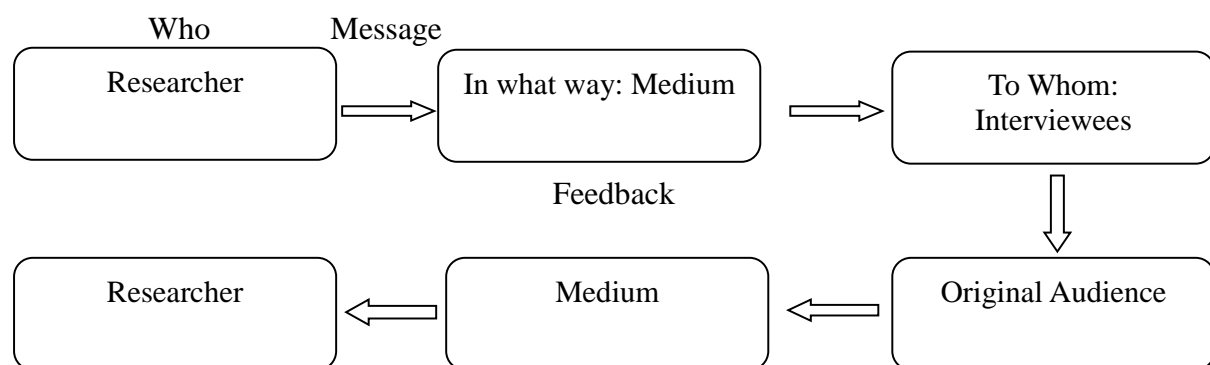 Who
Message
Researcher
In what way: Medium
To Whom:
Interviewees
Feedback
Researcher
Medium
Original Audience